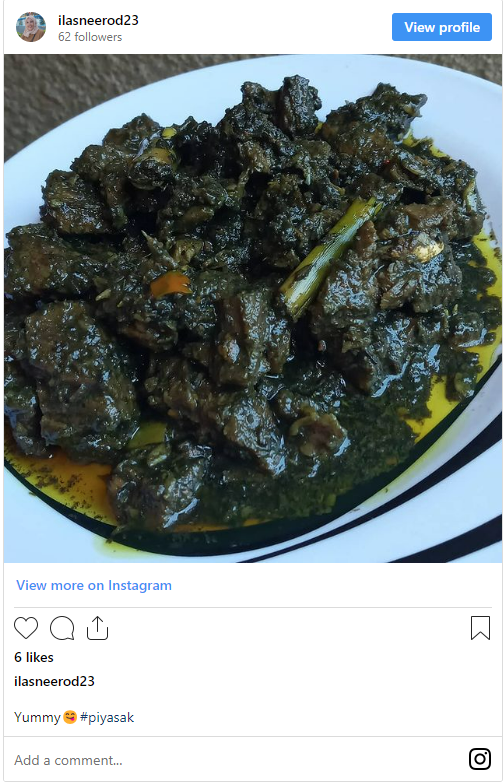 ilasneerod23
62 followers
View profile
View more on Instagram
6 likes
ilasneerod23
Yummy😋#piyasak
Add a comment...